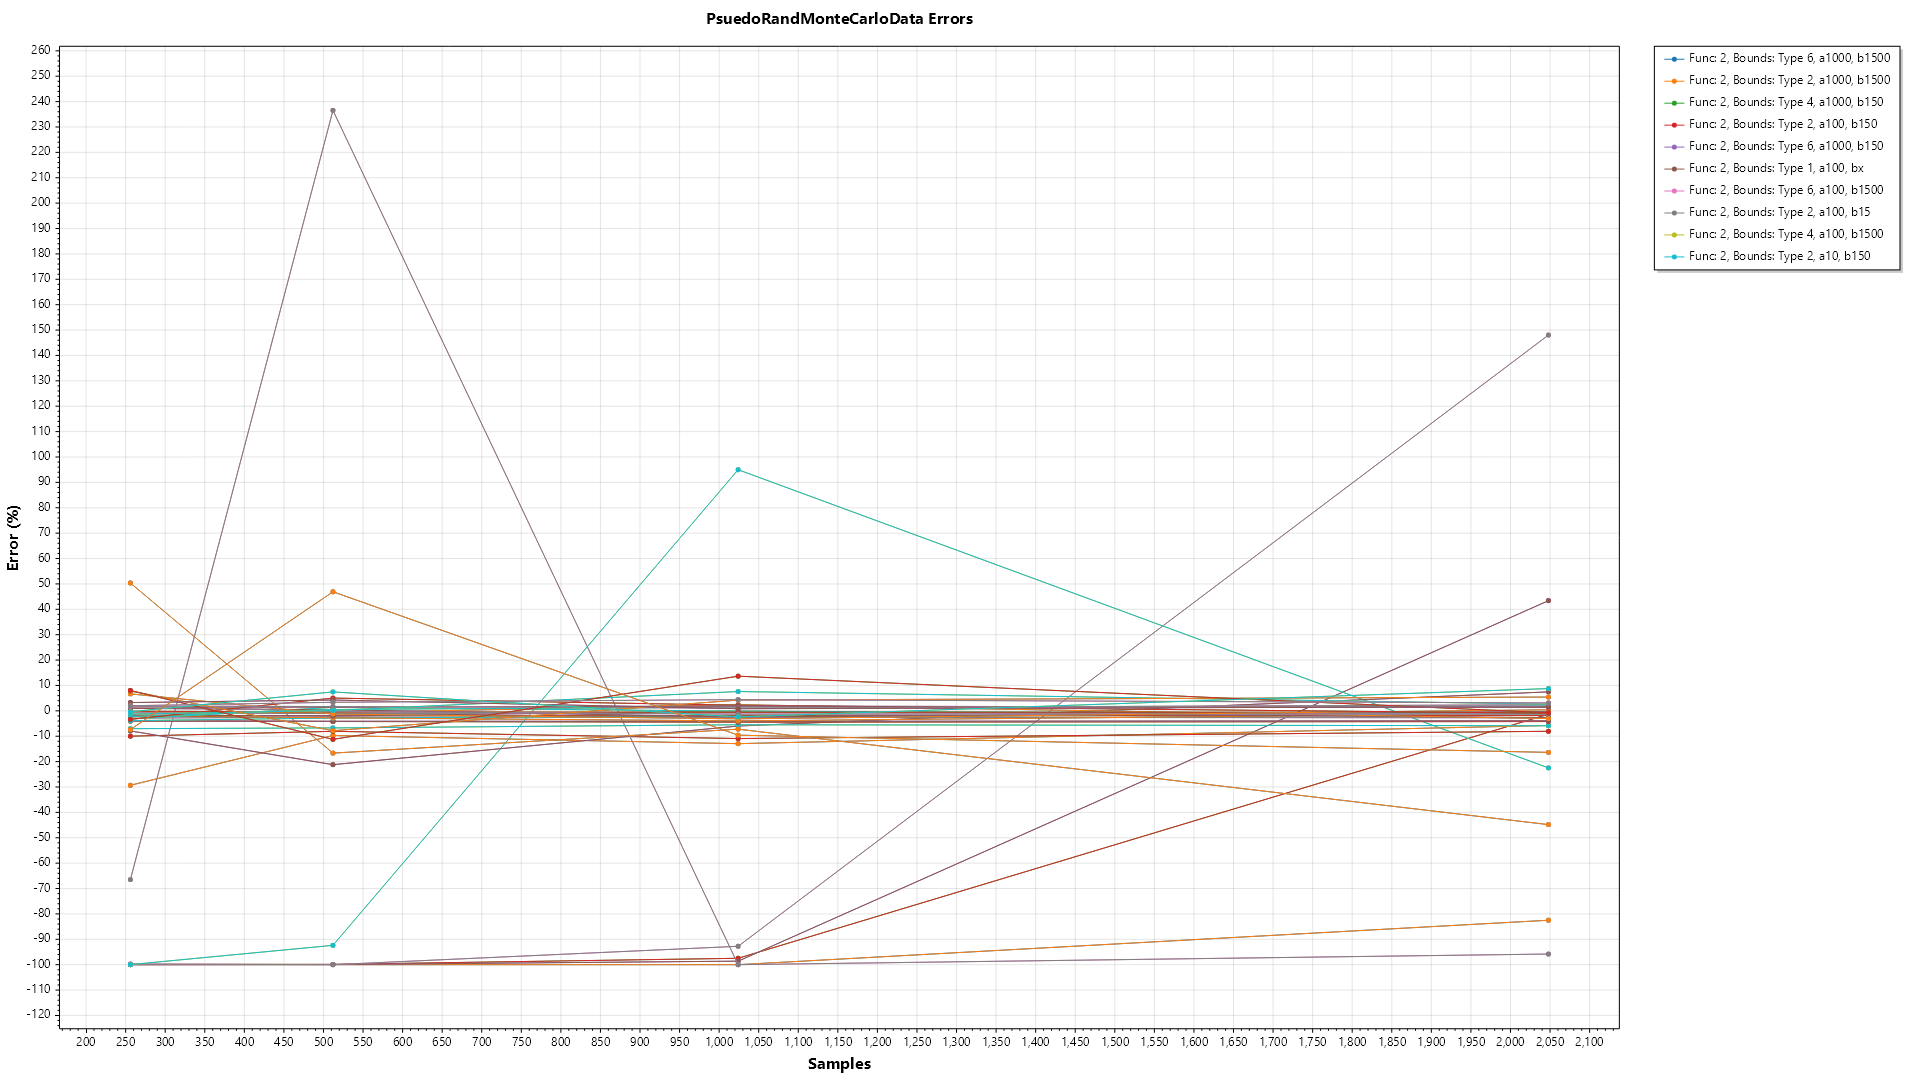 PsuedoRandMonteCarloData Errors
260
250
240
230
220
210
200
190
180
170
160
150
140
130
120
110
100
90
80
70
60
50
40
30
20
10
0
-10
-20
-30
-40
-50
-60
-70
-80
-90
-100
-110
-120
Error (%)
200 250 300 350 400 450 500 550 600 650 700 750 800 850 900 950 1,000 1,050 1,100 1,150 1,200 1,250 1,300 1,350 1,400 1,450 1,500 1,550 1,600 1,650 1,700 1,750 1,800 1,850 1,900 1,950 2,000 2,050 2,100
Samples
Func: 2, Bounds: Type 6, a1000, b1500
Func: 2, Bounds: Type 2, a1000, b1500
Func: 2, Bounds: Type 4, a1000, b150
Func: 2, Bounds: Type 2, a100, b150
Func: 2, Bounds: Type 6, a1000, b150
Func: 2, Bounds: Type 1, a100, bx
Func: 2, Bounds: Type 6, a100, b1500
Func: 2, Bounds: Type 2, a100, b15
Func: 2, Bounds: Type 4, a100, b1500
Func: 2, Bounds: Type 2, a10, b150